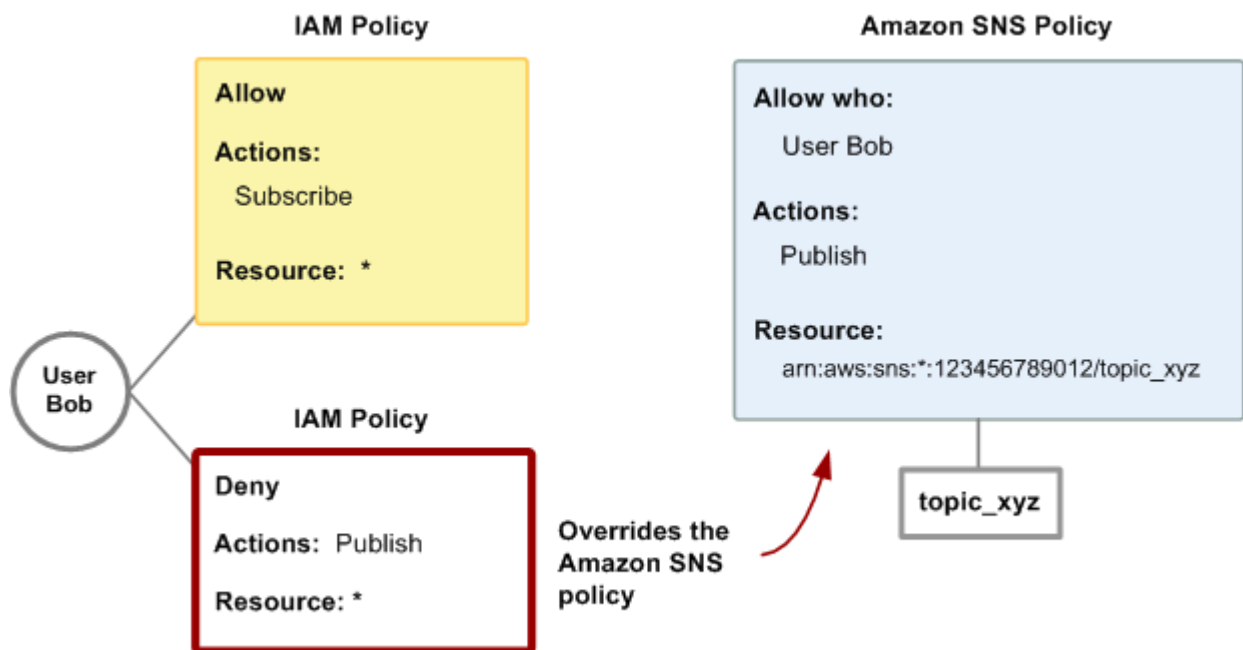 IAM Policy
Allow
Actions:
Subscribe
Resource: *
User
Bob
IAM Policy
Deny
Actions: Publish
Resource: *
Overrides the
Amazon SNS
policy
Amazon SNS Policy
Allow who:
User Bob
Actions:
Publish
Resource:
arn:aws:sns:*:123456789012/topic_xyz
topic_xyz